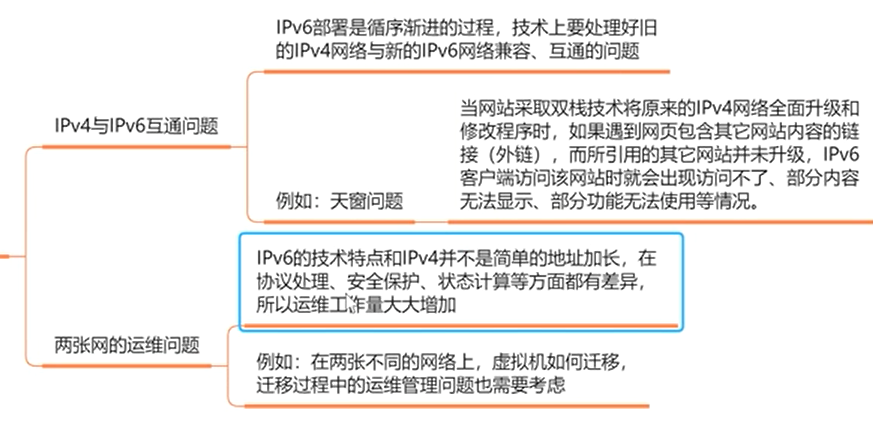 IPv6部署是循序渐进的过程，技术上要处理好旧
的IPv4网络与新的IPv6网络兼容、互通的问题
IPv4与IPv6互通问题
当网站采取双栈技术将原来的IPv4网络全面升级和
修改程序时，如果遇到网页包含其它网站内容的链
接（外链），而所引用的其它网站并未升级，IPv6
客户端访问该网站时就会出现访问不了、部分内容
无法显示、部分功能无法使用等情况。
例如：天窗问题
IPv6的技术特点和IPv4并不是简单的地址加长，在
协议处理、安全保护、状态计算等方面都有差异，
所以运维工作量大大增加
两张网的运维问题
例如：在两张不同的网络上，虚拟机如何迁移，
迁移过程中的运维管理问题也需要考虑